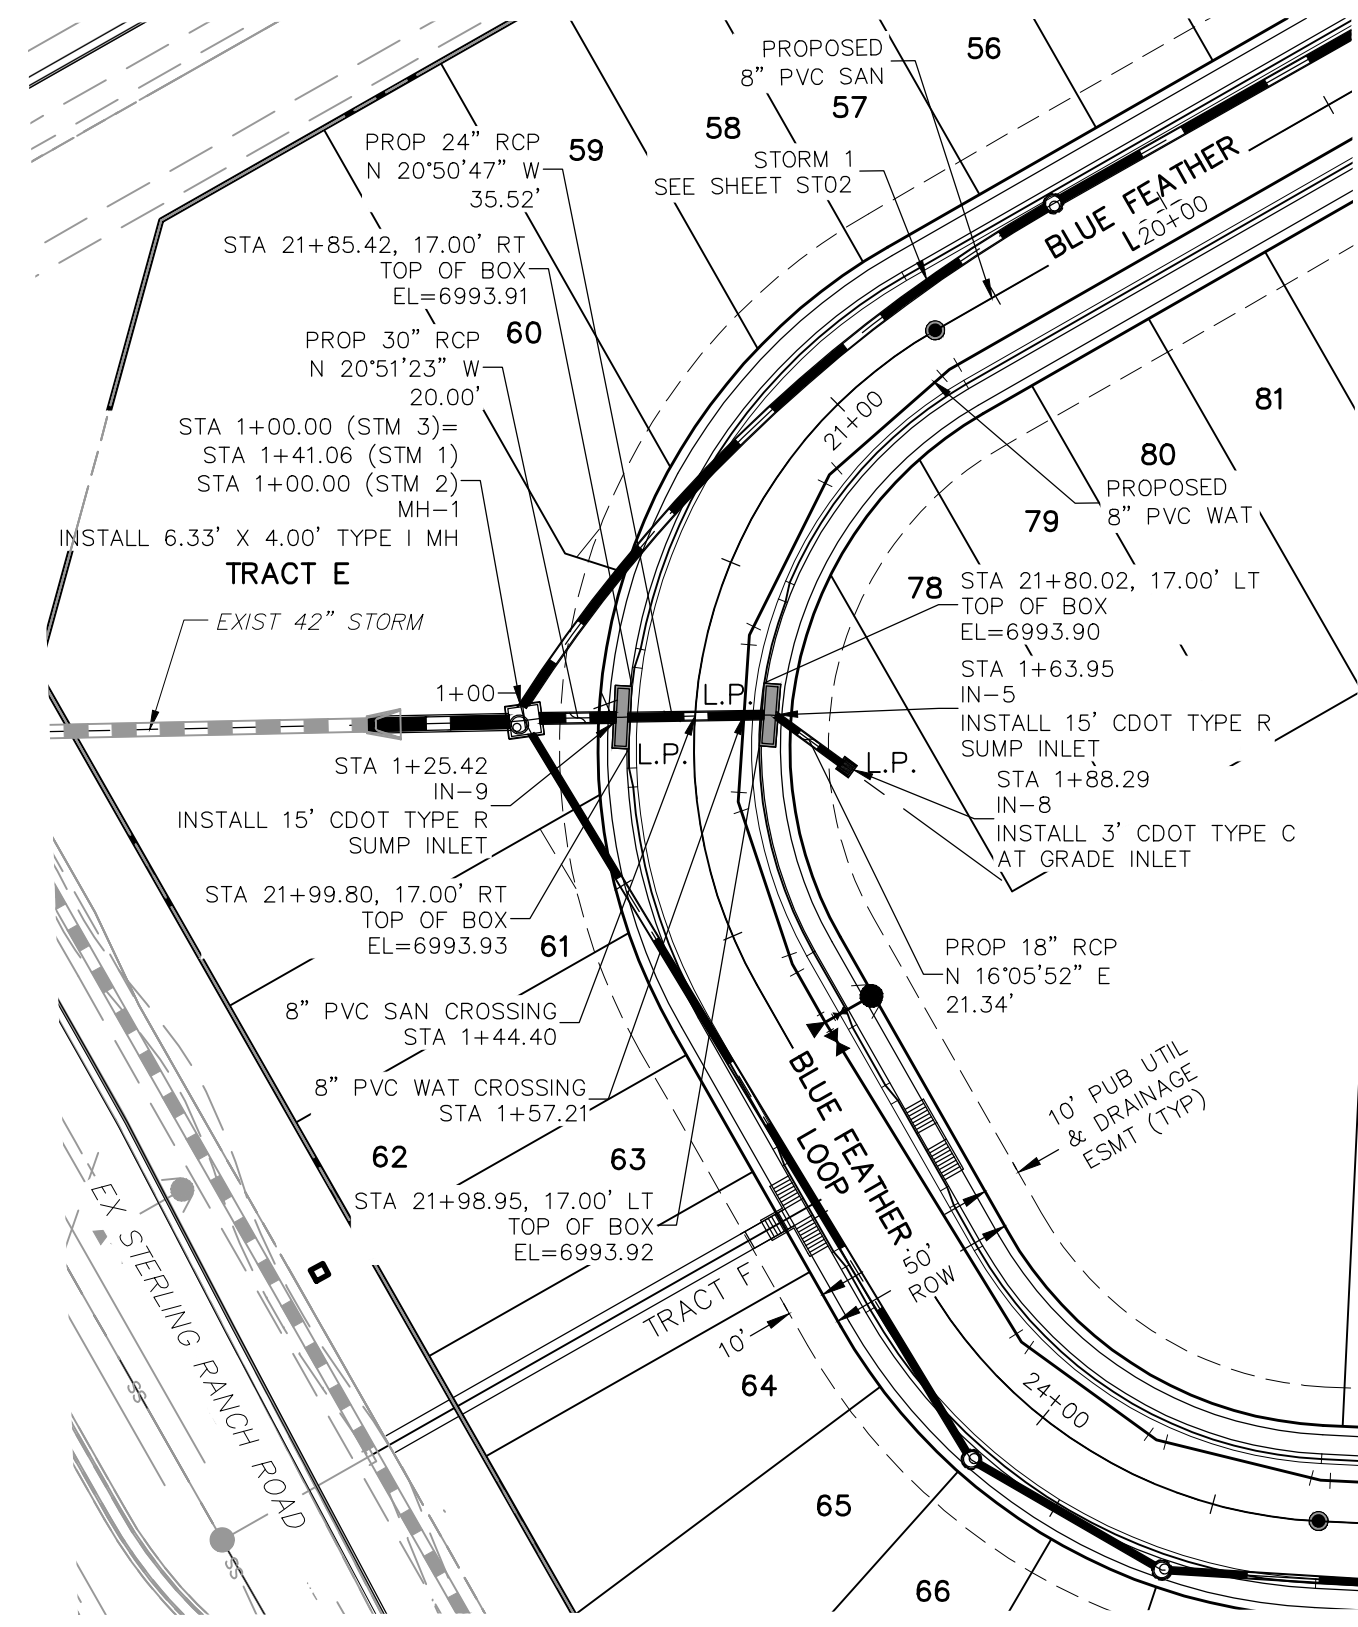 PROPOSED
8” PVC SAN
56
57
58
59
PROP 24” RCP
N 20°50’47” W
35.52’
STORM 1
SEE SHEET ST02
BLUE FEATHER
L
20+00
STA 21+85.42, 17.00’ RT
TOP OF BOX
EL=6993.91
60
PROP 30” RCP
N 20°51’23” W
20.00’
21+00
81
80
STA 1+00.00 (STM 3)=
STA 1+41.06 (STM 1)
STA 1+00.00 (STM 2)
MH-1
INSTALL 6.33’ X 4.00’ TYPE I MH
PROPOSED
8” PVC WAT
79
TRACT E
EXIST 42” STORM
78
STA 21+80.02, 17.00’ LT
TOP OF BOX
EL=6993.90
1+00
L.P.
L.P.
L.P.
STA 1+63.95
IN-5
INSTALL 15’ CDOT TYPE R
SUMP INLET
STA 1+25.42
IN-9
INSTALL 15’ CDOT TYPE R
SUMP INLET
STA 1+88.29
IN-8
INSTALL 3’ CDOT TYPE C
AT GRADE INLET
STA 21+99.80, 17.00’ RT
TOP OF BOX
EL=6993.93
61
PROP 18” RCP
N 16°05’52” E
21.34’
8” PVC SAN CROSSING
STA 1+44.40
8” PVC WAT CROSSING
STA 1+57.21
BLUE FEATHER
LOOP
10’ PUB UTIL
& DRAINAGE
ESMT (TYP)
62
63
STA 21+98.95, 17.00’ LT
TOP OF BOX
EL=6993.92
50’
ROW
EX STERLING RANCH ROAD
TRACT F
10’
64
SS
24+00
65
SS
66